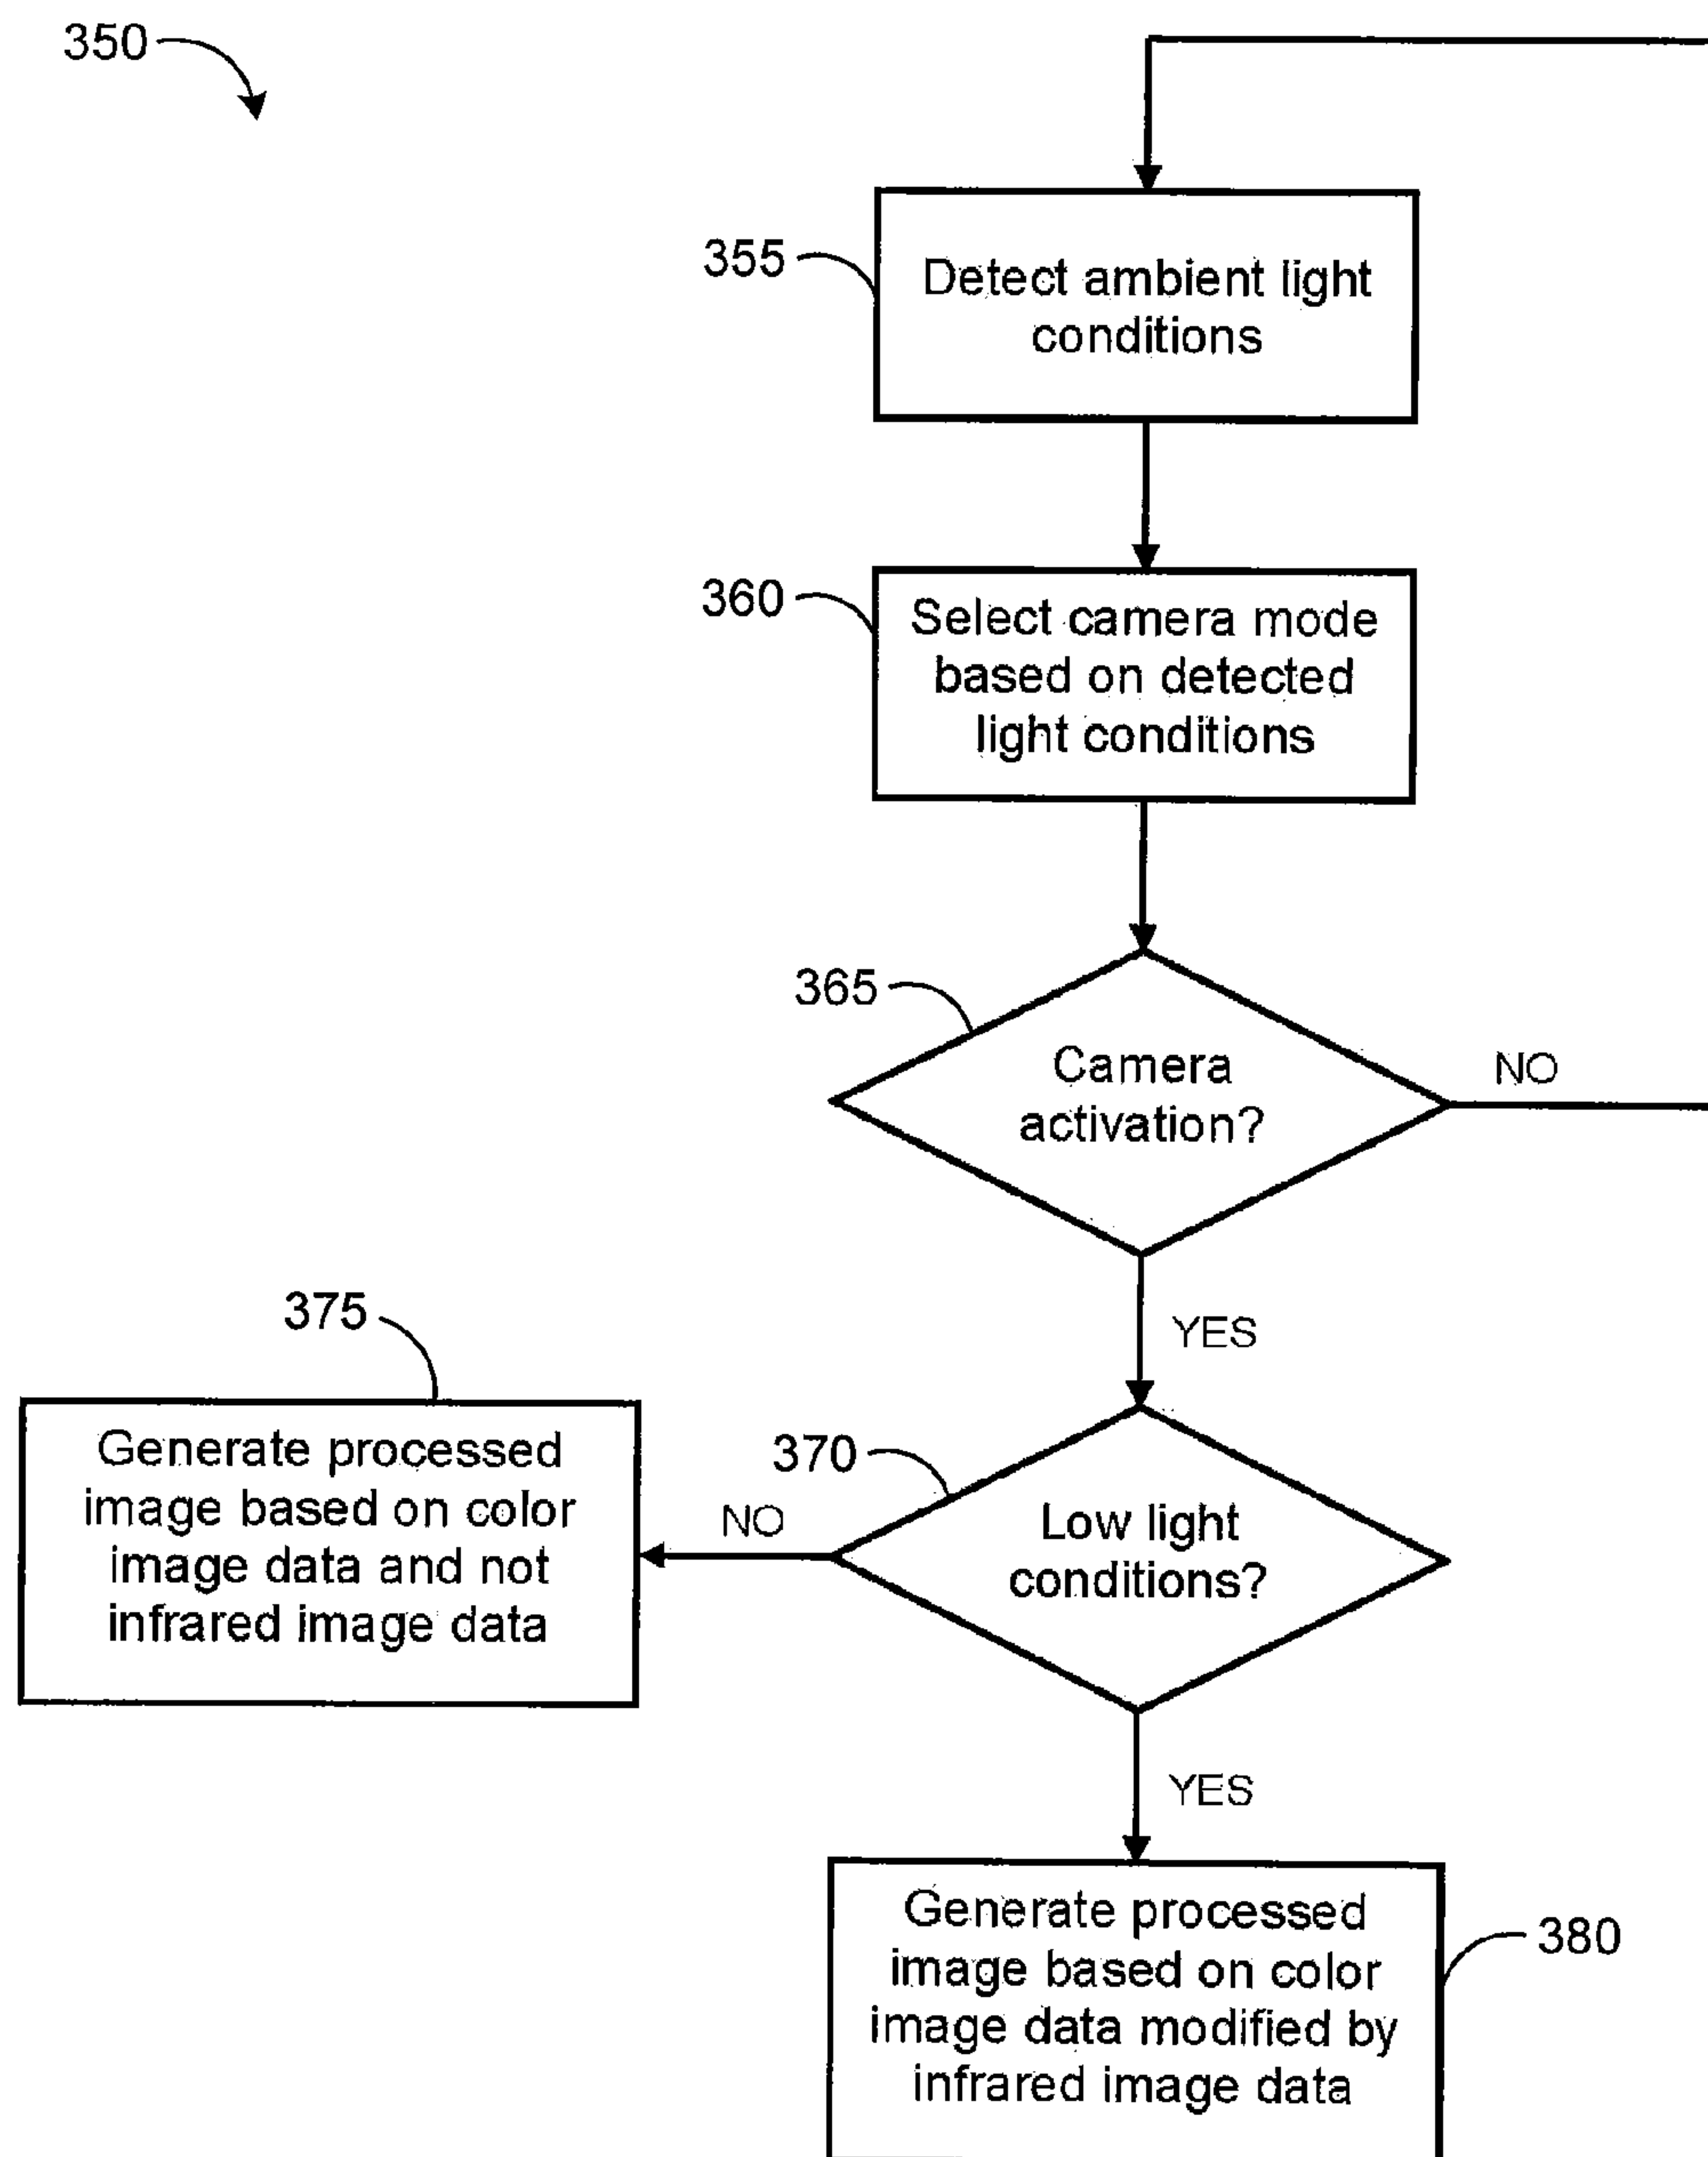 350
355
Detect ambient light
conditions
360
Select camera mode
based on detected
light conditions
365
Camera
activation?
NO
YES
375
Generate processed
image based on color
image data and not
infrared image data
370
NO
Low light
conditions?
YES
Generate processed
image based on color
image data modified by
infrared image data
380